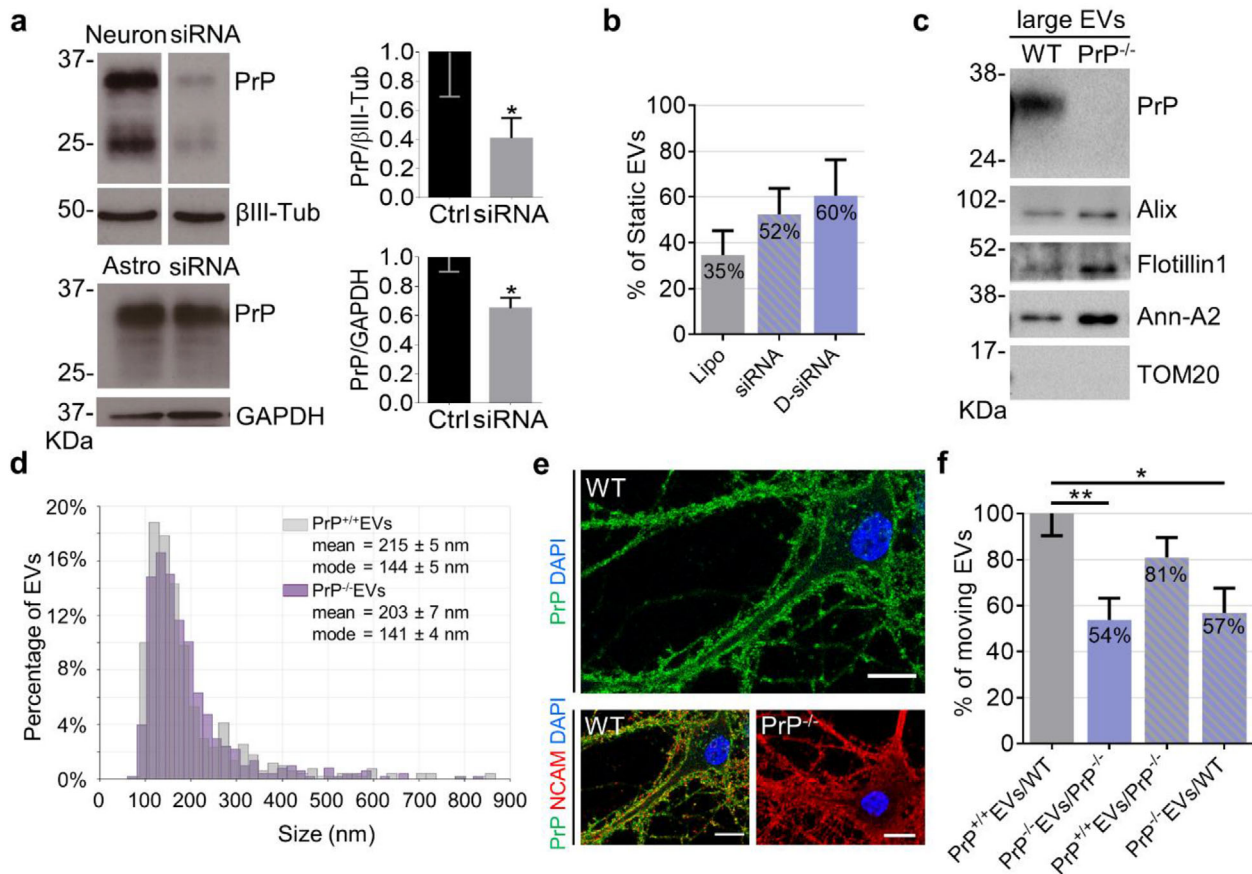 a
Neuron siRNA
37-
PrP
25-
50-
βIII-Tub
Astro siRNA
37-
PrP
25-
37-
GAPDH
KDa
PrP/βIII-Tub
1.0
0.8
0.6
0.4
0.2
0.0
*
Ctrl siRNA
PrP/GAPDH
1.0
0.8
0.6
0.4
0.2
0.0
*
Ctrl siRNA
b
% of Static EVs
100
80
60
40
20
0
35%
52%
60%
Lipo
siRNA
D-siRNA
c
large EVs
WT PrP-/-
38-
PrP
24-
102-
Alix
52-
Flotillin1
38-
Ann-A2
17-
TOM20
KDa
d
Percentage of EVs
20%
16%
12%
8%
4%
0%
PrP+/+EVs
mean = 215 ± 5 nm
mode = 144 ± 5 nm
PrP-/-EVs
mean = 203 ± 7 nm
mode = 141 ± 4 nm
0 100 200 300 400 500 600 700 800 900
Size (nm)
e
PrP DAPI
WT
PrP NCAM DAPI
WT
PrP-/-
f
% of moving EVs
*
**
100
80
60
40
20
0
54%
81%
57%
PrP+/+EVs/WT
PrP-/-EVs/PrP-/-
PrP+/+EVs/PrP-/-
PrP-/-EVs/WT